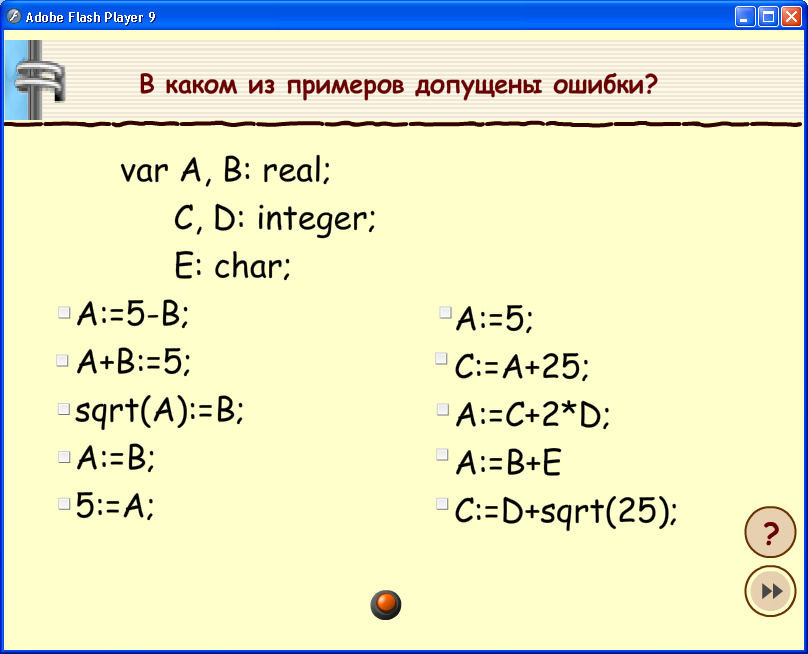 Adobe Flash Player 9
В каком из примеров допущены ошибки?
var A, B: real;
C, D: integer;
E: char;
A:=5-B;
A+B:=5;
sqrt(A):=B;
A:=B;
5:=A;
A:=5;
C:=A+25;
A:=C+2*D;
A:=B+E
C:=D+sqrt(25);
?